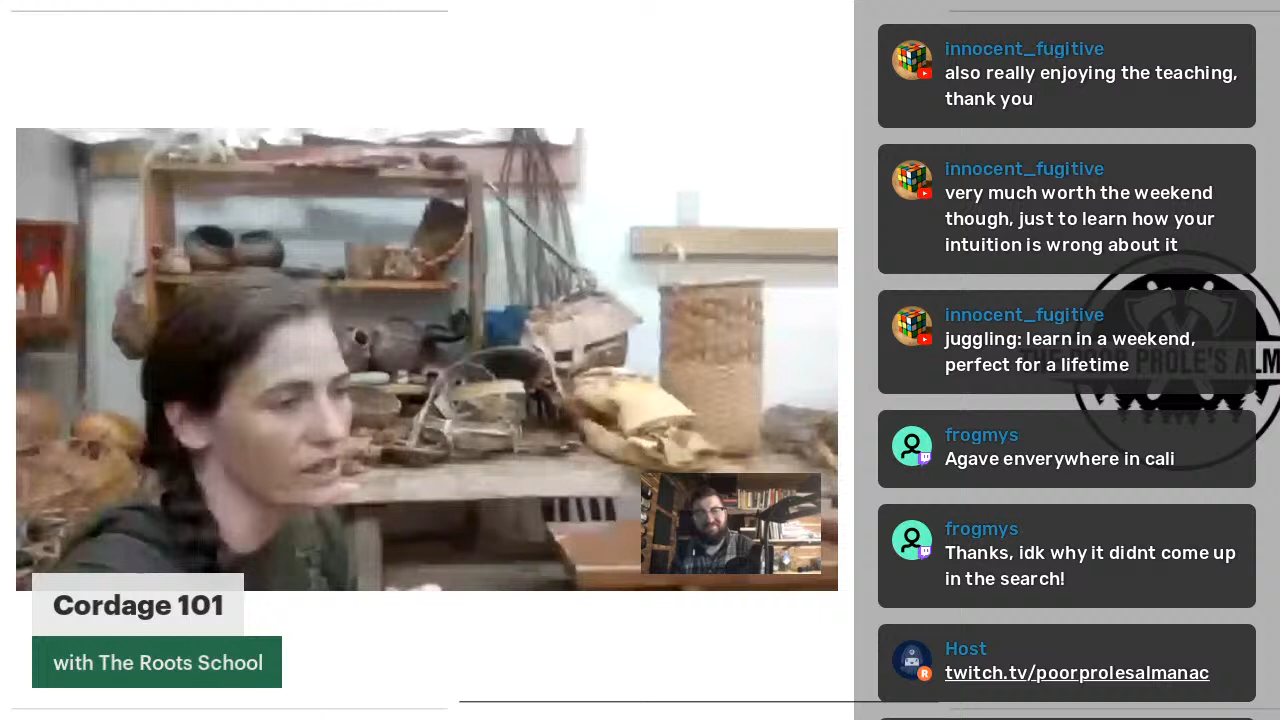 innocent_fugitive
also really enjoying the teaching,
thank you
innocent_fugitive
very much worth the weekend
though, just to learn how your
intuition is wrong about it
innocent_fugitive
juggling: learn in a weekend,
perfect for a lifetime
PROLE'S ALM
frogmys
Agave enverywhere in cali
frogmys
Thanks, idk why it didnt come up
in the search!
Host
twitch.tv/poorprolesalmanac
Cordage 101
with The Roots School